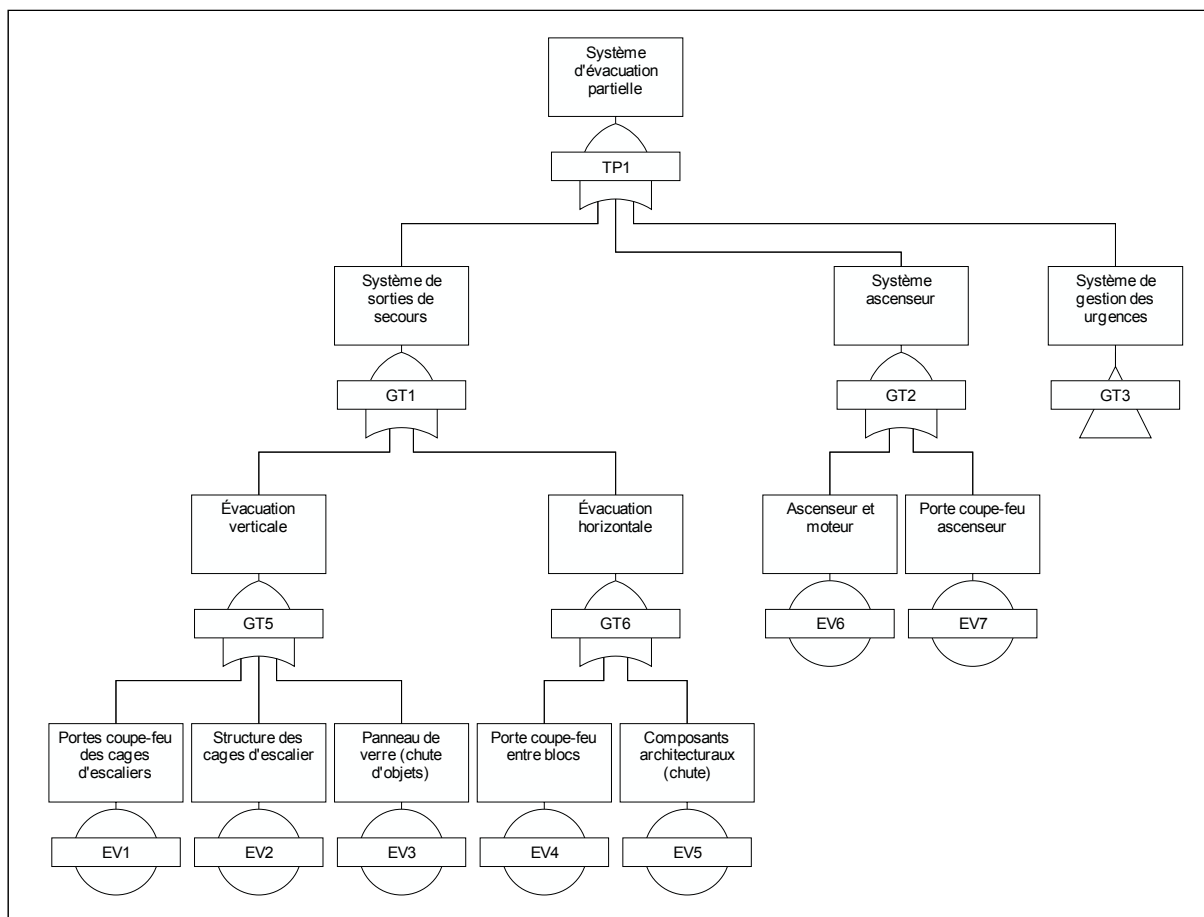 Système
d'évacuation
partielle
TP1
Système de
sorties de
secours
GT1
Système
ascenseur
GT2
Système de
gestion des
urgences
GT3
Évacuation
verticale
GT5
Évacuation
horizontale
GT6
Ascenseur et
moteur
EV6
Porte coupe-feu
ascenseur
EV7
Portes coupe-feu
des cages
d'escaliers
EV1
Structure des
cages d'escalier
EV2
Panneau de
verre (chute
d'objets)
EV3
Porte coupe-feu
entre blocs
EV4
Composants
architecturaux
(chute)
EV5